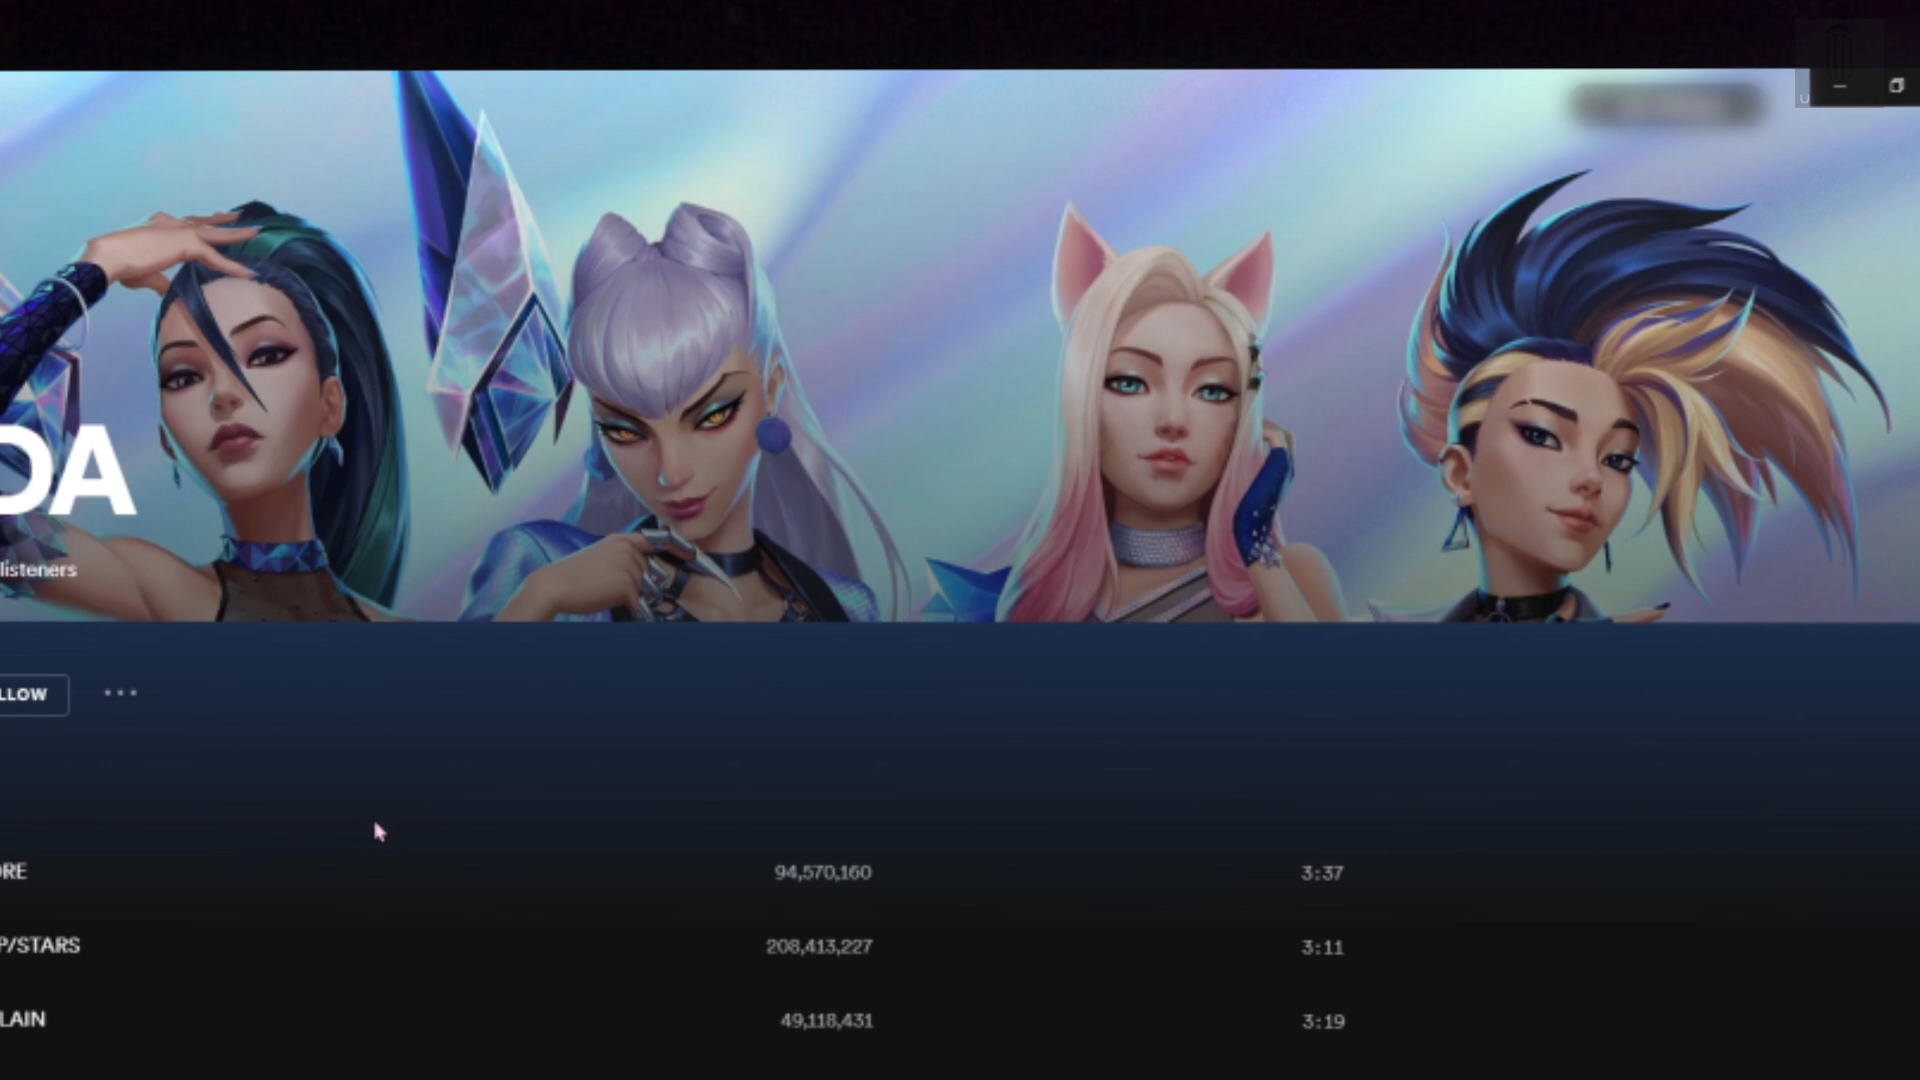 DA
listeners
LLOW
ORE 94,570,160 3:37
P/STARS 208,413,227 3:11
LAIN 49,118,431 3:19